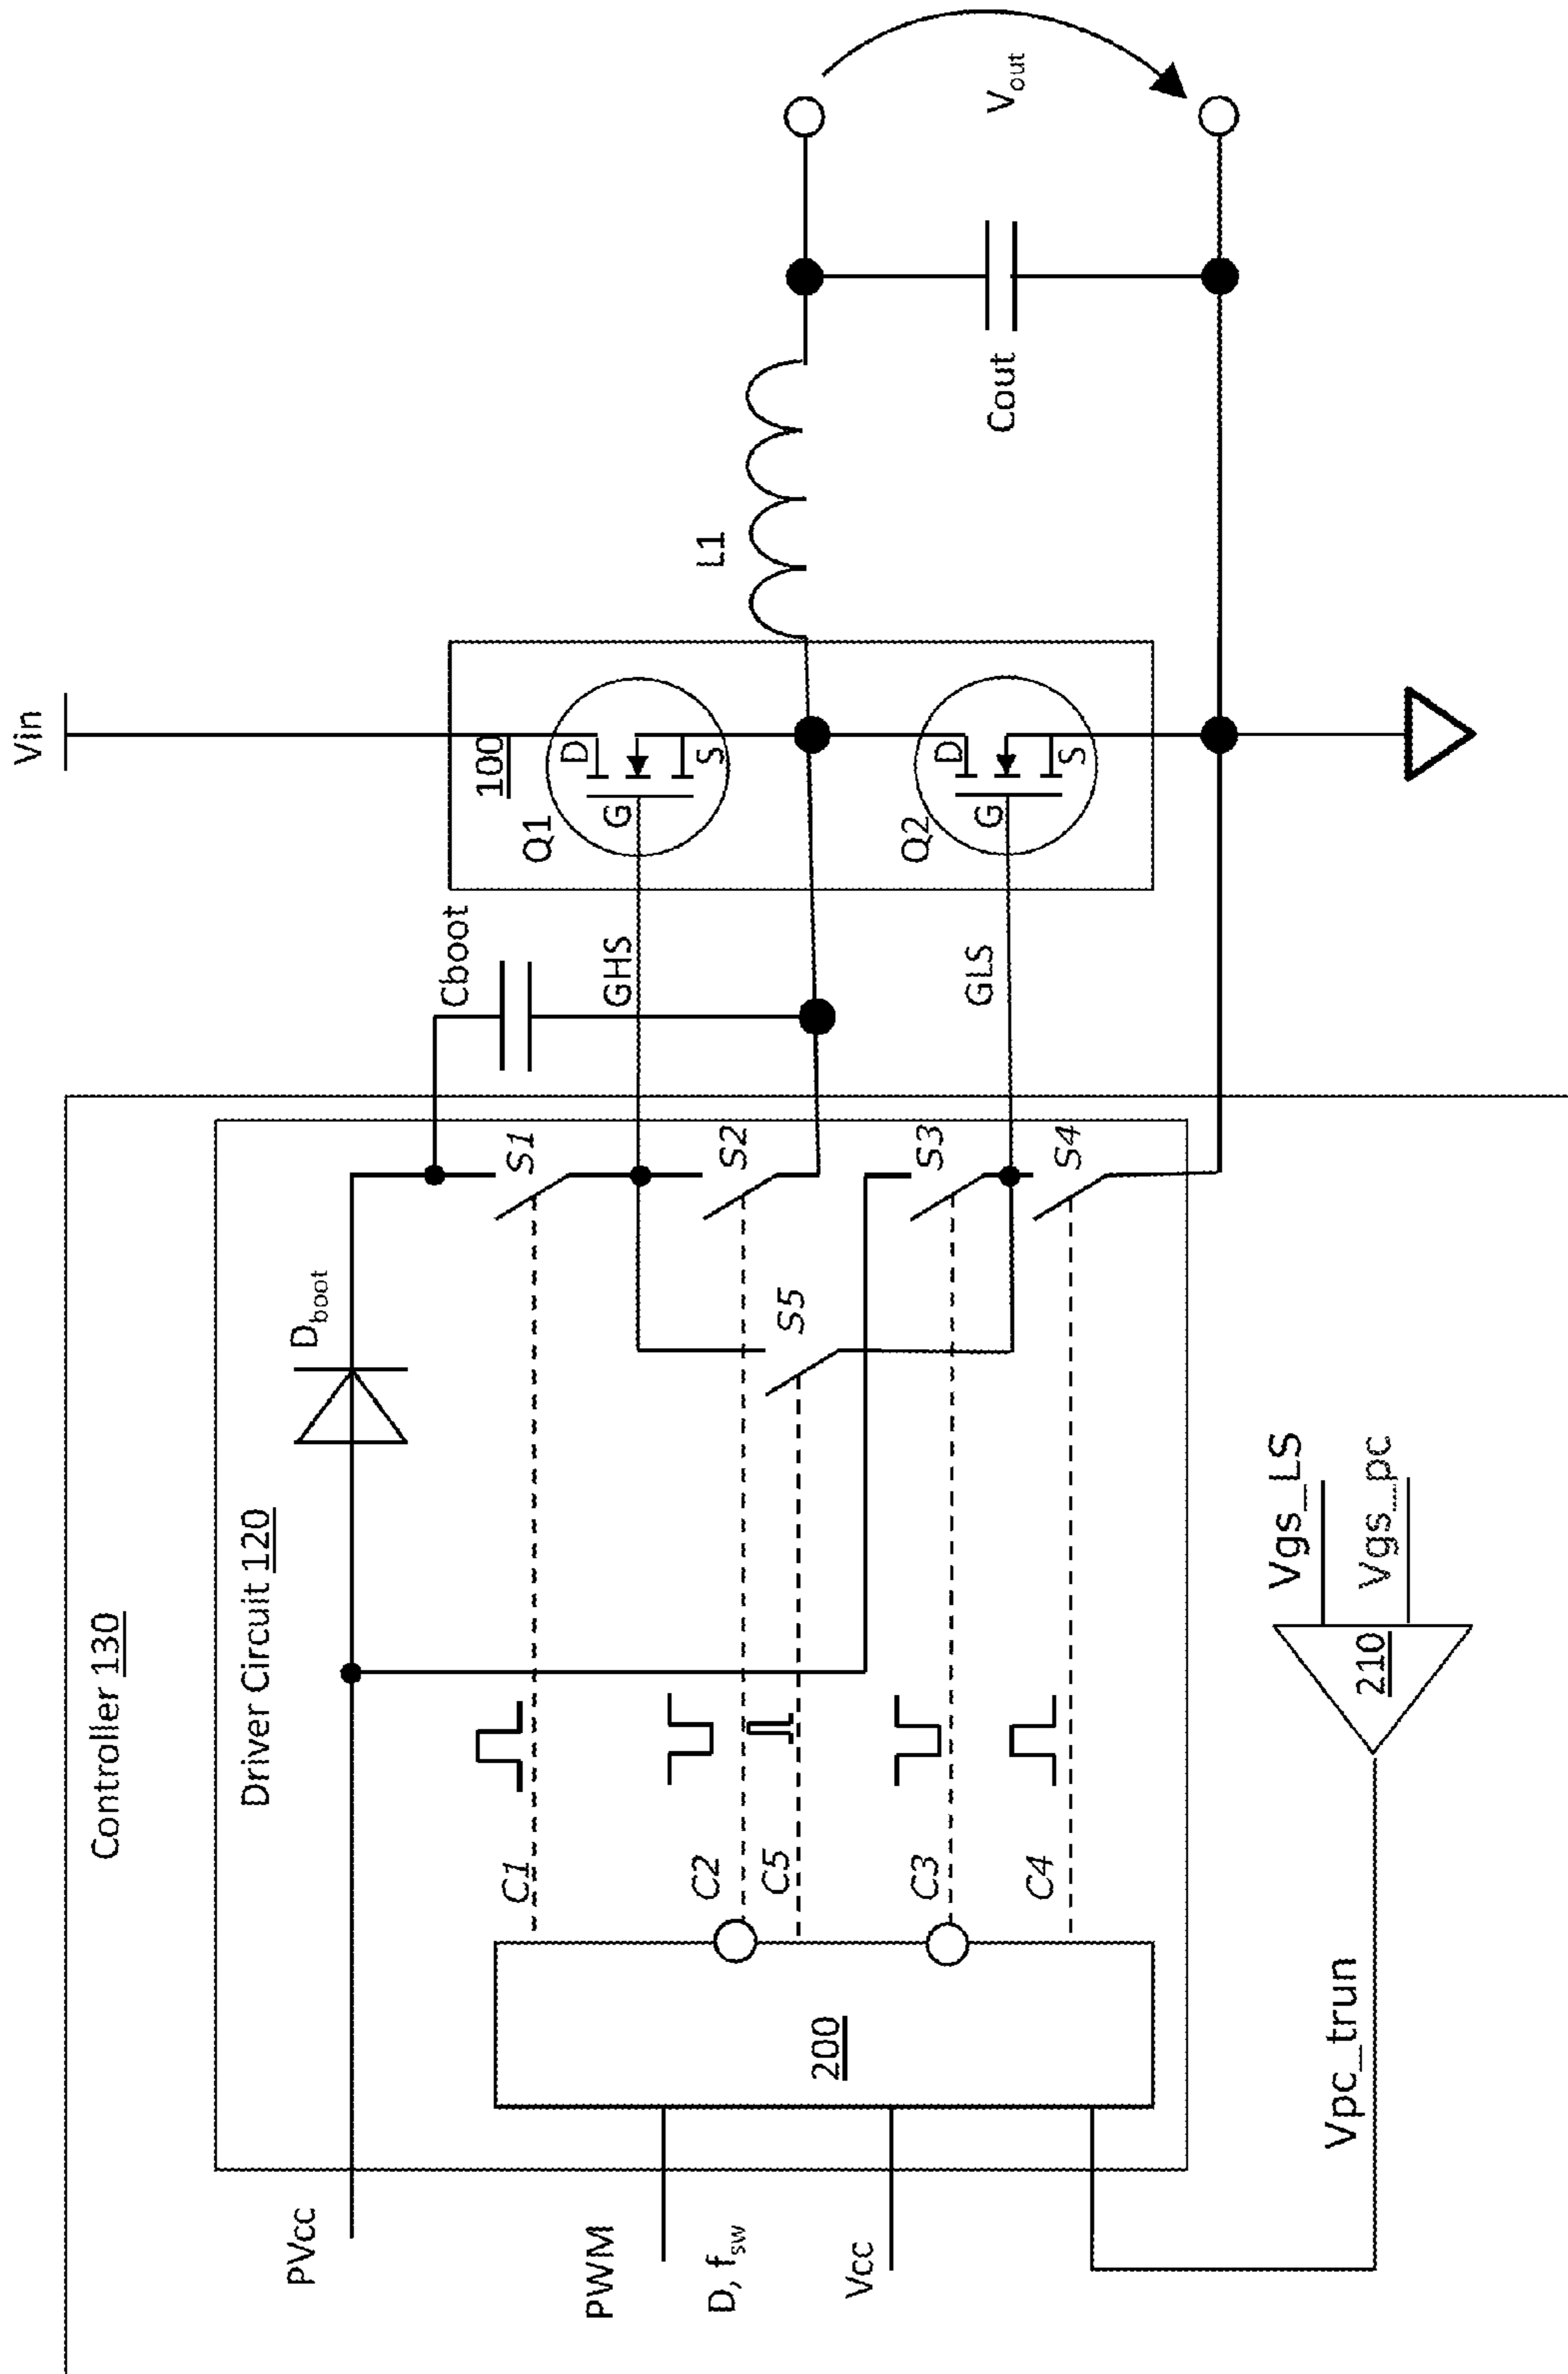 Controller 130
Driver Circuit 120
PVcc
PWM
D, fsw
Vcc
200
C1
C2
C5
C3
C4
Dboot
S1
S2
S5
S3
S4
Vpc_trun
210
Vgs_LS
Vgs_pc
Cboot
GHS
GLS
Vin
100
Q1
D
G
S
Q2
D
G
S
L1
Cout
Vout